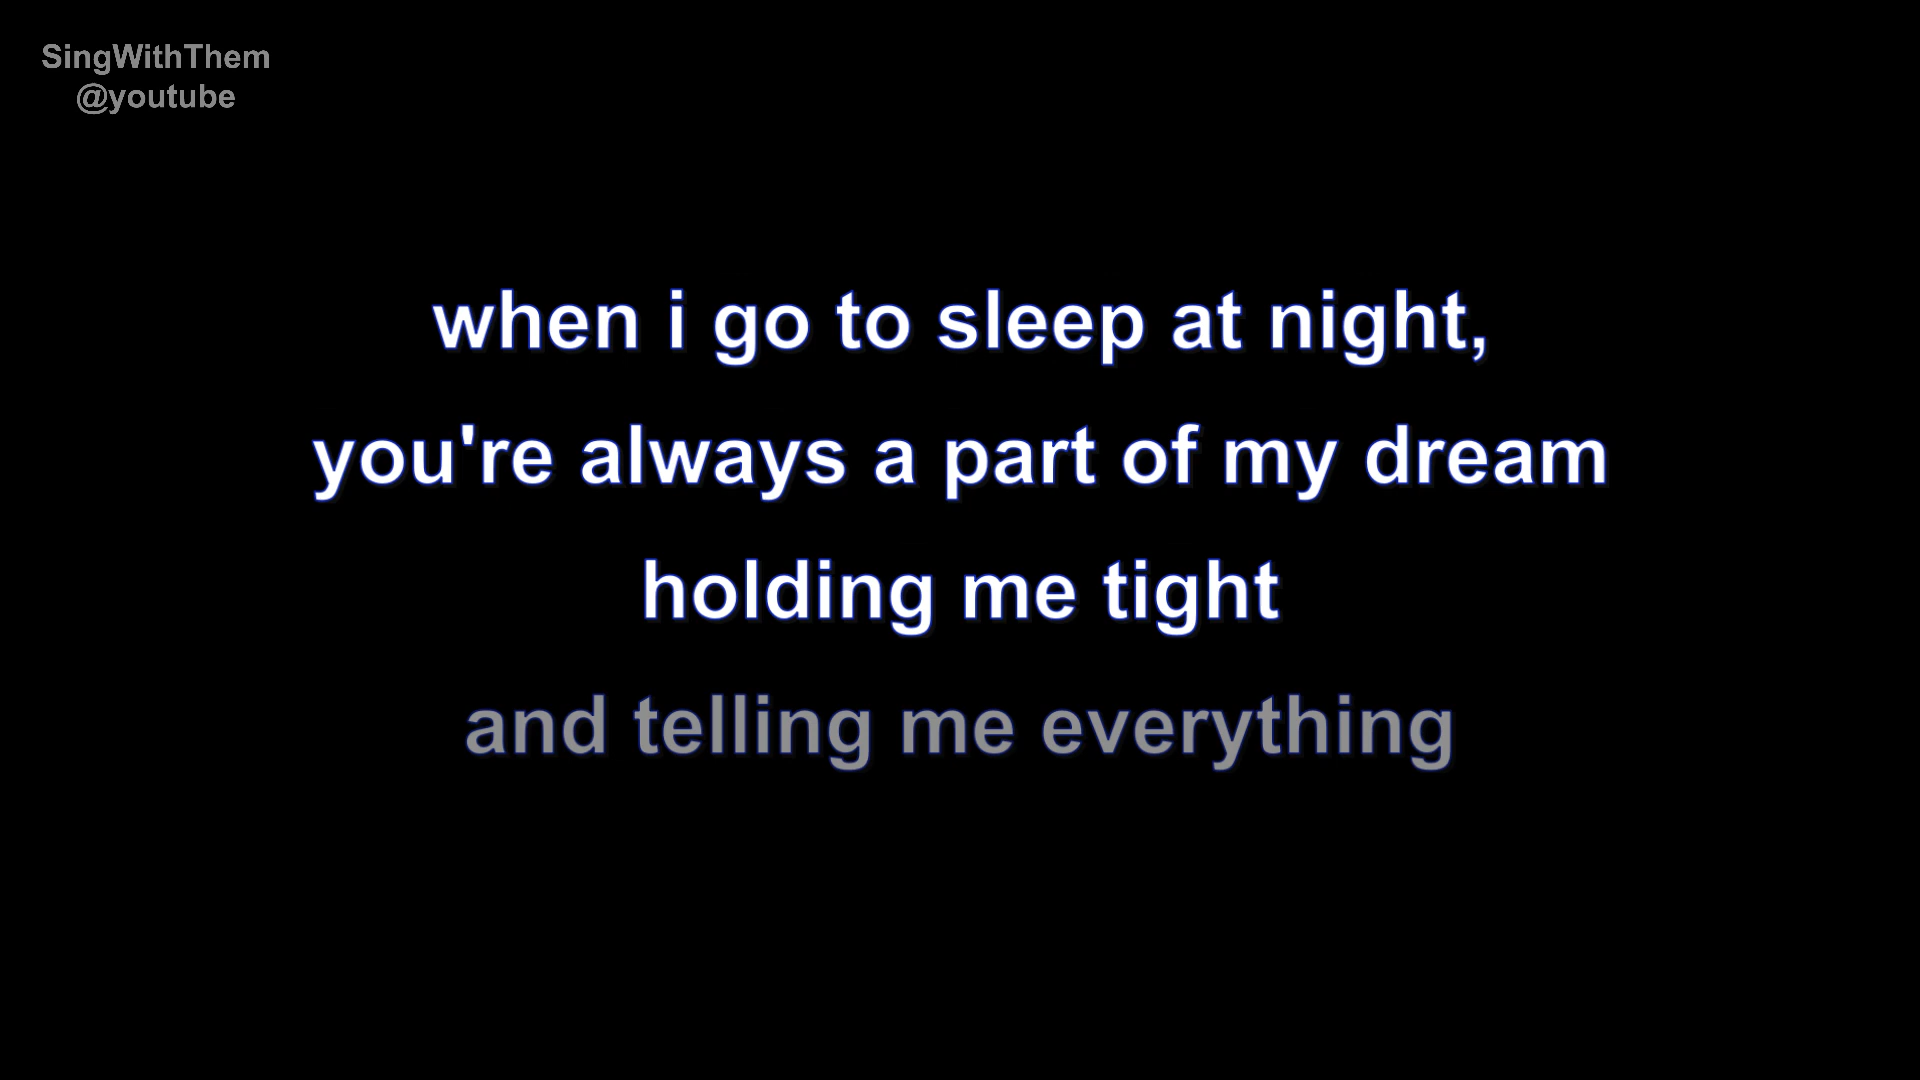 SingWithThem
@youtube
when i go to sleep at night,
you're always a part of my dream
holding me tight
and telling me everything